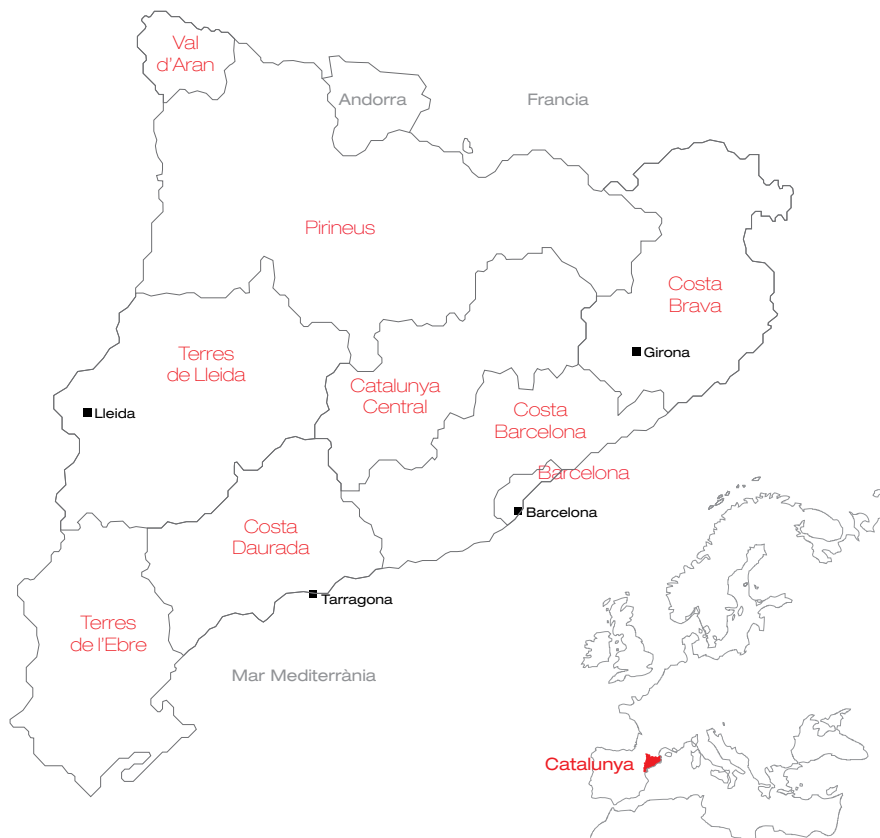 Val
d'Aran
Andorra
Francia
Pirineus
Costa
Brava
Girona
Terres
de Lleida
Catalunya
Central
Lleida
Costa
Barcelona
Barcelona
Barcelona
Costa
Daurada
Tarragona
Terres
de l'Ebre
Mar Mediterrània
Catalunya